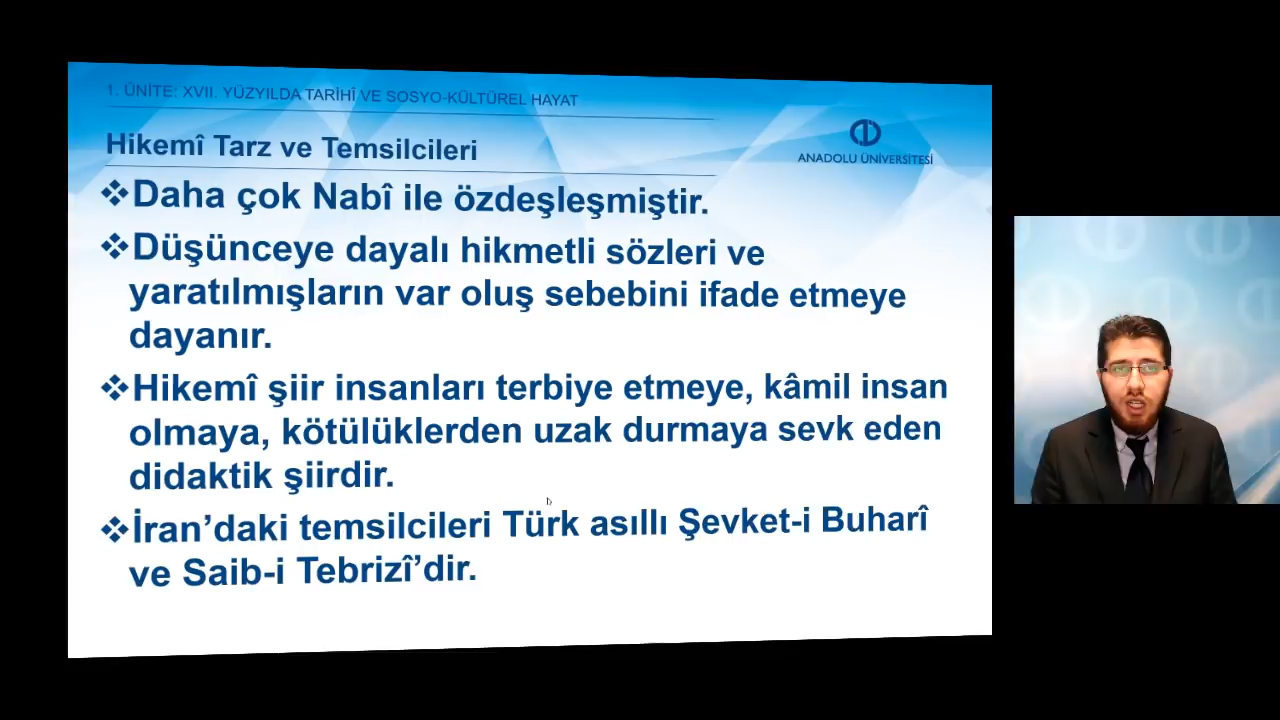 1. ÜNİTE: XVII. YÜZYILDA TARİHÎ VE SOSYO-KÜLTÜREL HAYAT
Hikemî Tarz ve Temsilcileri
ANADOLU ÜNİVERSİTESİ
❖Daha çok Nabî ile özdeşleşmiştir.
❖Düşünceye dayalı hikmetli sözleri ve
yaratılmışların var oluş sebebini ifade etmeye
dayanır.
❖Hikemî şiir insanları terbiye etmeye, kâmil insan
olmaya, kötülüklerden uzak durmaya sevk eden
didaktik şiirdir.
❖İran’daki temsilcileri Türk asıllı Şevket-i Buharî
ve Saib-i Tebrizî’dir.